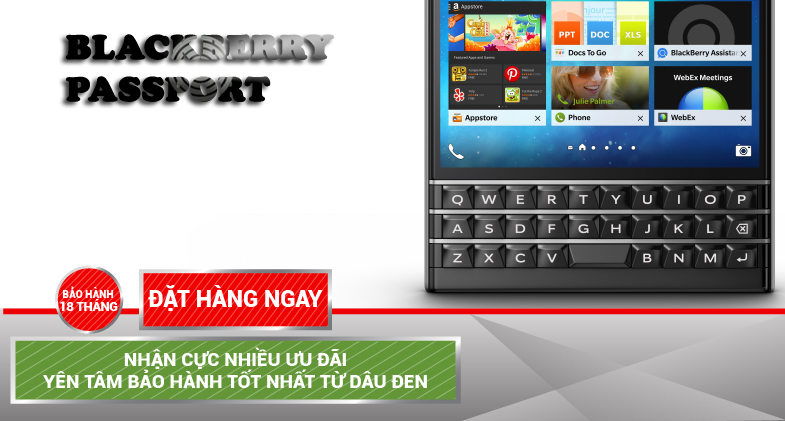 BLACKBERRY
PASSPORT
BẢO HÀNH
18 THÁNG
ĐẶT HÀNG NGAY
NHẬN CỰC NHIỀU ƯU ĐÃI
YÊN TÂM BẢO HÀNH TỐT NHẤT TỪ DÂU ĐEN
Appstore
PPT DOC XLS
Docs To Go
BlackBerry Assista
Julie Palmer
WebEx Meetings
Appstore
Phone
WebEx
Q W E R T Y U I O P
A S D F G H J K L
Z X C V B N M